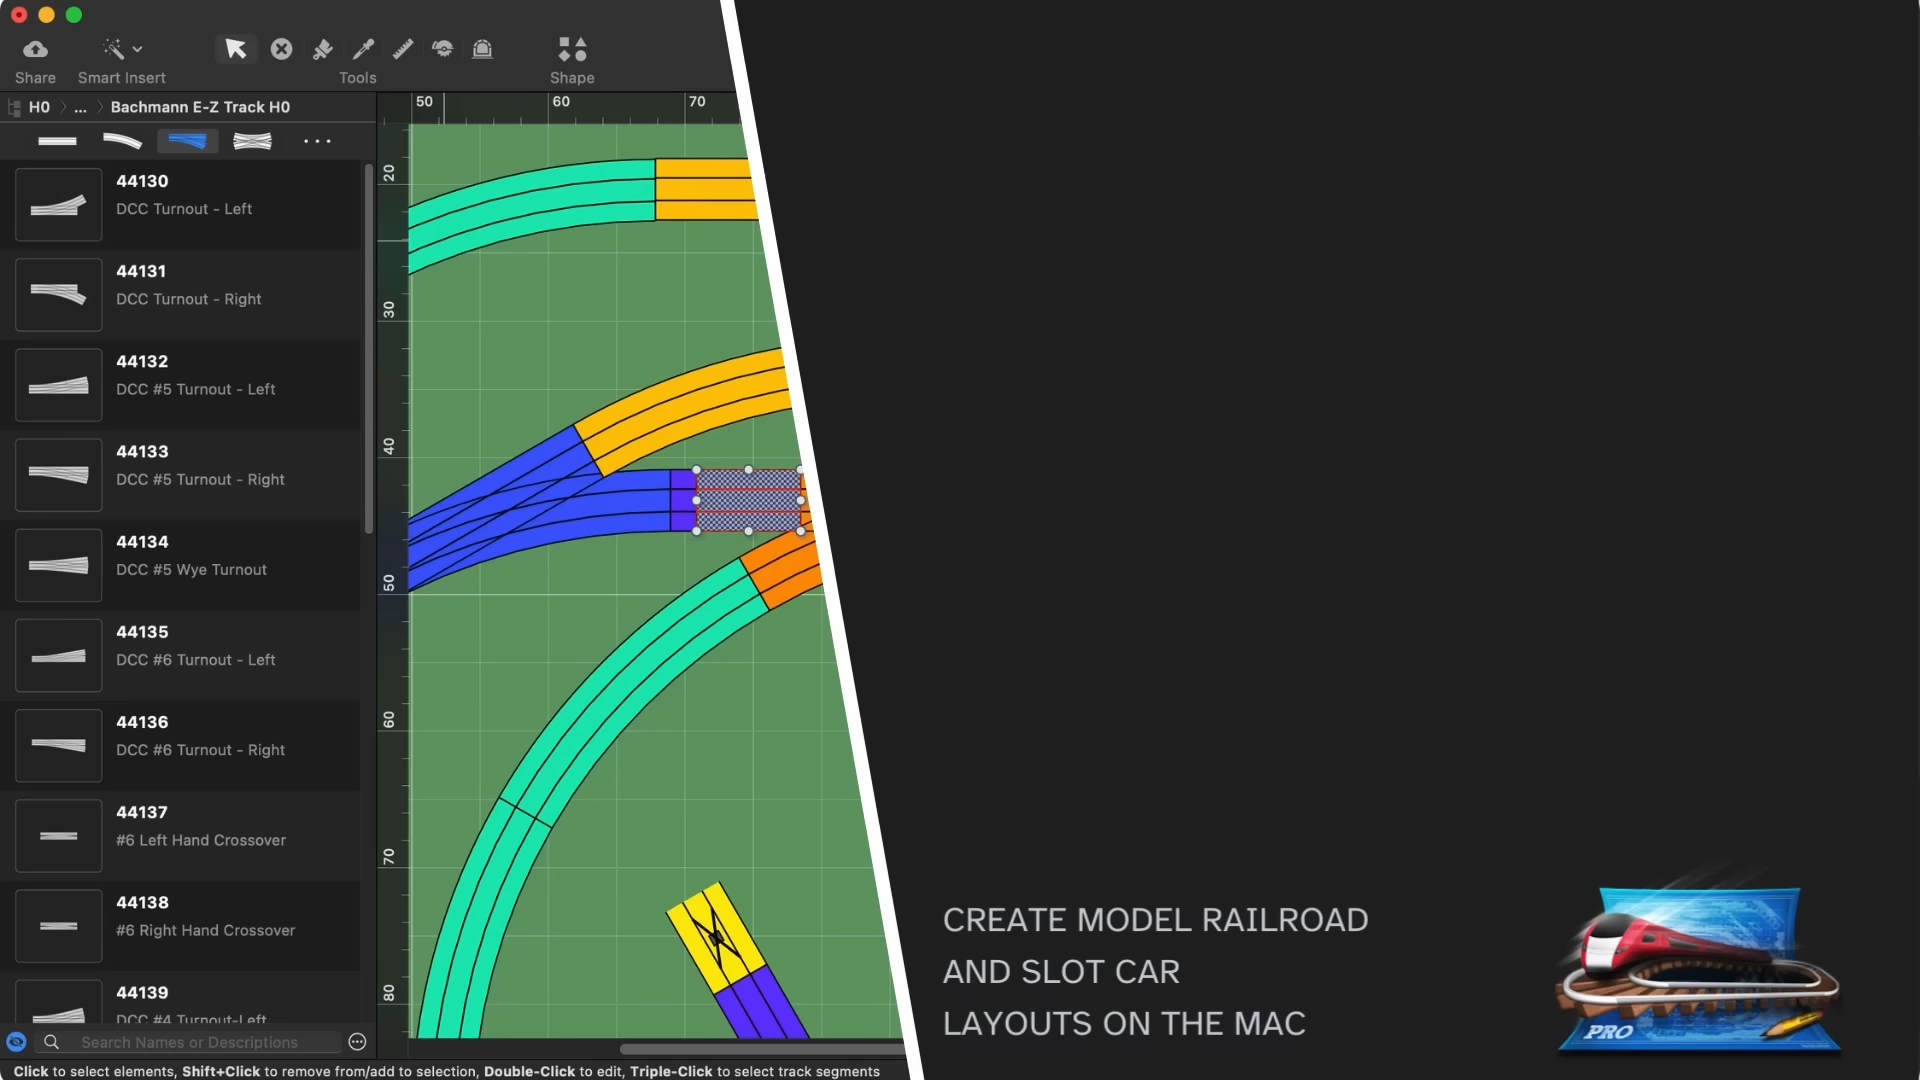 Share
Smart Insert
Tools
Shape
H0
...
Bachmann E-Z Track H0
50
60
70
44130
DCC Turnout - Left
44131
DCC Turnout - Right
44132
DCC #5 Turnout - Left
44133
DCC #5 Turnout - Right
44134
DCC #5 Wye Turnout
44135
DCC #6 Turnout - Left
44136
DCC #6 Turnout - Right
44137
#6 Left Hand Crossover
44138
#6 Right Hand Crossover
44139
DCC #4 Turnout-Left
20
30
40
50
60
70
80
Search Names or Descriptions
Click to select elements, Shift+Click to remove from/add to selection, Double-Click to edit, Triple-Click to select track segments
CREATE MODEL RAILROAD
AND SLOT CAR
LAYOUTS ON THE MAC
PRO